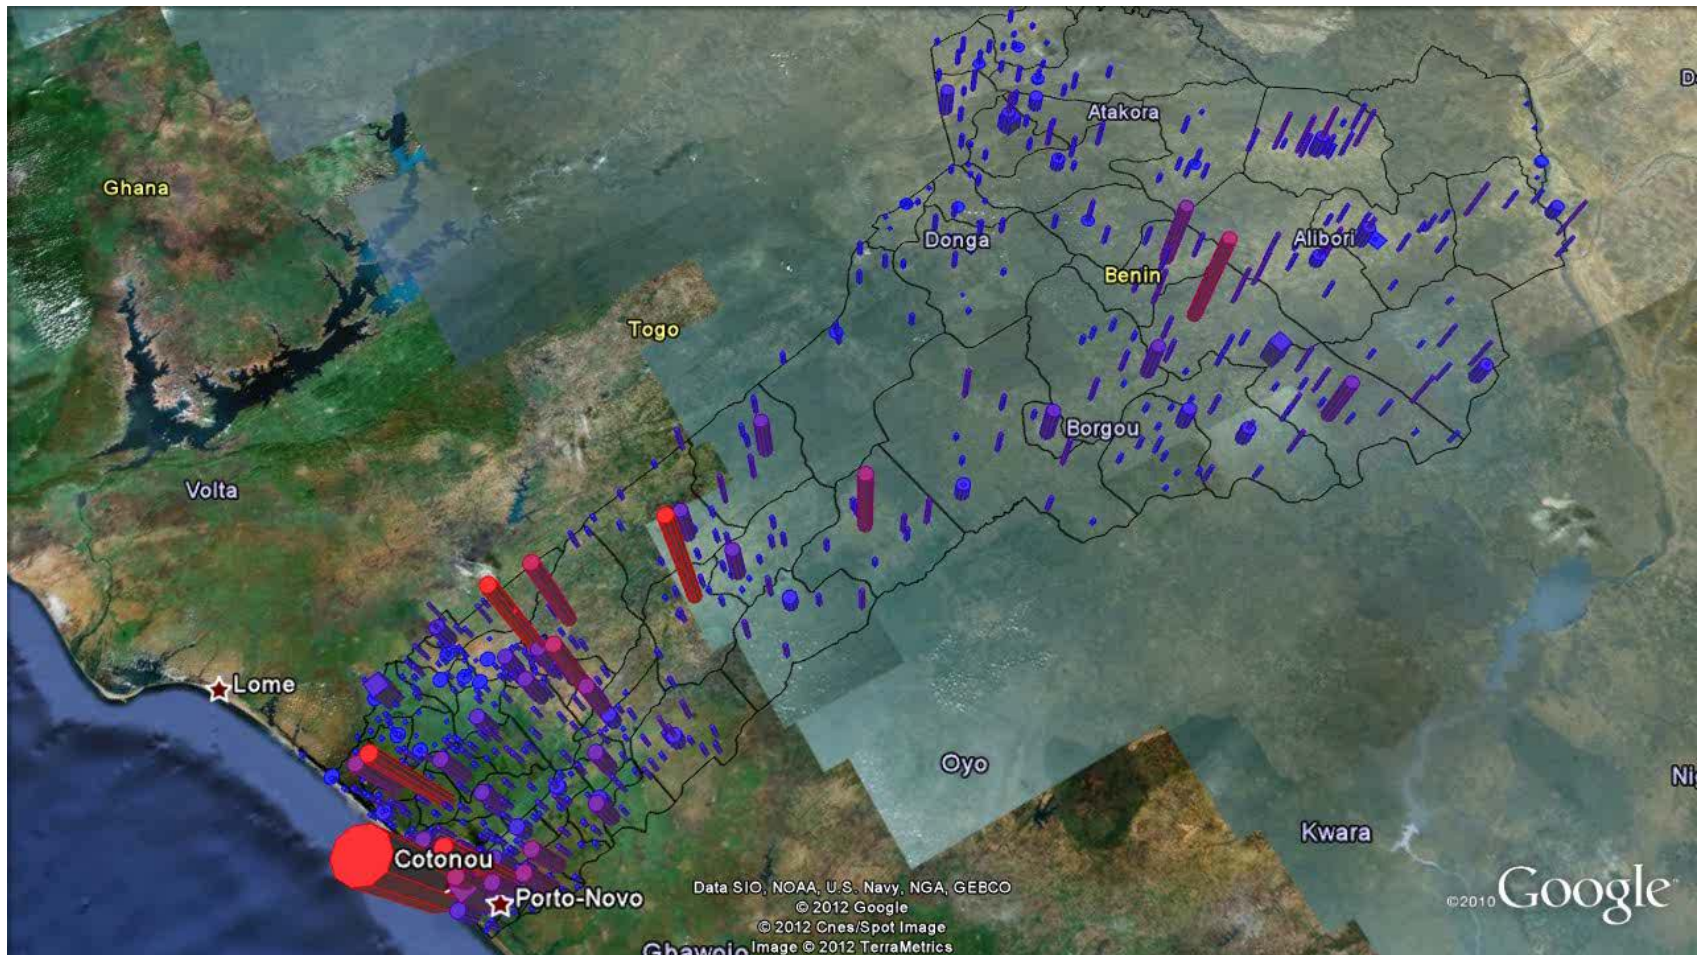 Atakora
Ghana
Donga
Alibori
Benin
Togo
Borgou
Volta
Lome
Oyo
Kwara
Cotonou
Porto-Novo
Data SIO, NOAA, U.S. Navy, NGA, GEBCO
© 2012 Google
© 2012 Cnes/Spot Image
Image © 2012 TerraMetrics
©2010 Google